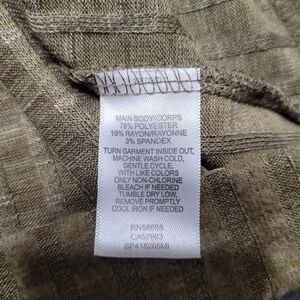 MAIN BODY/CORPS
78% POLYESTER
19% RAYON/RAYONNE
3% SPANDEX
TURN GARMENT INSIDE OUT,
MACHINE WASH COLD,
GENTLE CYCLE,
WITH LIKE COLORS
ONLY NON-CHLORINE
BLEACH IF NEEDED
TUMBLE DRY LOW,
REMOVE PROMPTLY
COOL IRON IF NEEDED